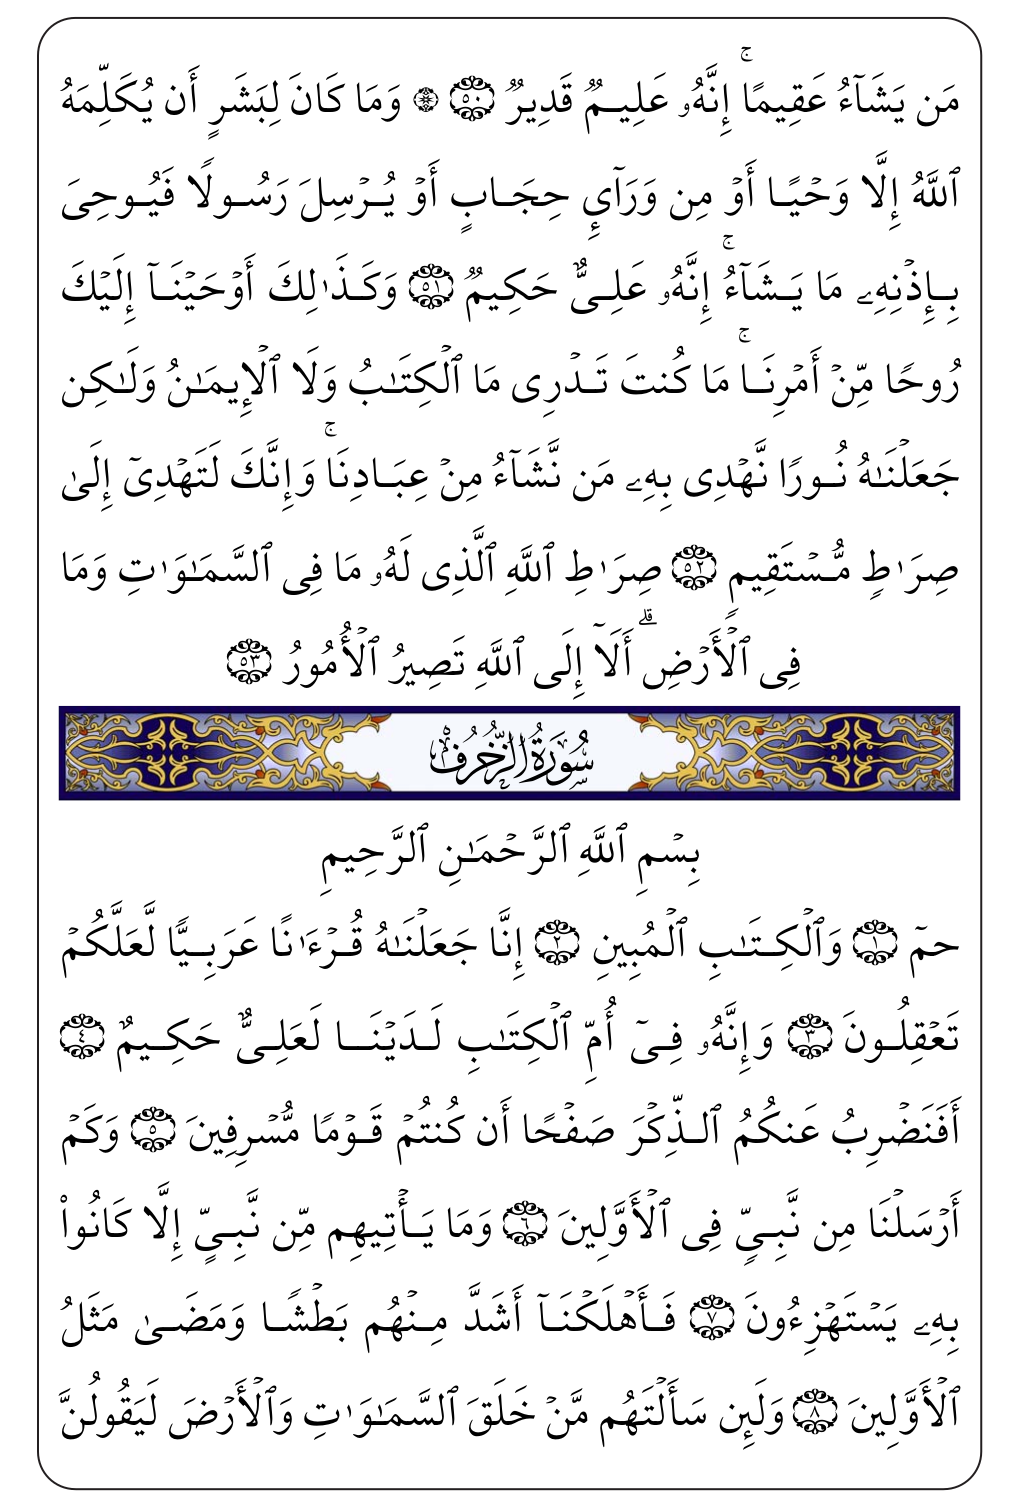 مَن يَشَآءُ عَقِيمًاۚ إِنَّهُۥ عَلِيمٌۭ قَدِيرٌۭ ٥٠ ۞ وَمَا كَانَ لِبَشَرٍ أَن يُكَلِّمَهُ
ٱللَّهُ إِلَّا وَحْيًا أَوْ مِن وَرَآئِ حِجَابٍ أَوْ يُرْسِلَ رَسُولًا فَيُوحِىَ
بِإِذْنِهِۦ مَا يَشَآءُۚ إِنَّهُۥ عَلِىٌّ حَكِيمٌۭ ٥١ وَكَذَٰلِكَ أَوْحَيْنَآ إِلَيْكَ
رُوحًا مِّنْ أَمْرِنَاۚ مَا كُنتَ تَدْرِى مَا ٱلْكِتَـٰبُ وَلَا ٱلْإِيمَـٰنُ وَلَـٰكِن
جَعَلْنَـٰهُ نُورًا نَّهْدِى بِهِۦ مَن نَّشَآءُ مِنْ عِبَادِنَاۚ وَإِنَّكَ لَتَهْدِىٓ إِلَىٰ
صِرَٰطٍ مُّسْتَقِيمٍ ٥٢ صِرَٰطِ ٱللَّهِ ٱلَّذِى لَهُۥ مَا فِى ٱلسَّمَـٰوَٰتِ وَمَا
فِى ٱلْأَرْضِۗ أَلَآ إِلَى ٱللَّهِ تَصِيرُ ٱلْأُمُورُ ٥٣
سُورَةُ الزُّخْرُفِ
بِسْمِ ٱللَّهِ ٱلرَّحْمَـٰنِ ٱلرَّحِيمِ
حمٓ ١ وَٱلْكِتَـٰبِ ٱلْمُبِينِ ٢ إِنَّا جَعَلْنَـٰهُ قُرْءَٰنًا عَرَبِيًّا لَّعَلَّكُمْ
تَعْقِلُونَ ٣ وَإِنَّهُۥ فِىٓ أُمِّ ٱلْكِتَـٰبِ لَدَيْنَا لَعَلِىٌّ حَكِيمٌ ٤
أَفَنَضْرِبُ عَنكُمُ ٱلذِّكْرَ صَفْحًا أَن كُنتُمْ قَوْمًا مُّسْرِفِينَ ٥ وَكَمْ
أَرْسَلْنَا مِن نَّبِىٍّ فِى ٱلْأَوَّلِينَ ٦ وَمَا يَأْتِيهِم مِّن نَّبِىٍّ إِلَّا كَانُوا۟
بِهِۦ يَسْتَهْزِءُونَ ٧ فَأَهْلَكْنَآ أَشَدَّ مِنْهُم بَطْشًا وَمَضَىٰ مَثَلُ
ٱلْأَوَّلِينَ ٨ وَلَئِن سَأَلْتَهُم مَّنْ خَلَقَ ٱلسَّمَـٰوَٰتِ وَٱلْأَرْضَ لَيَقُولُنَّ